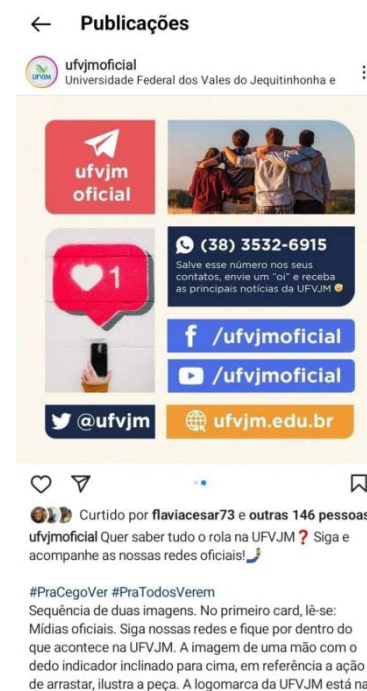 Publicações
UFVJM
ufvjmoficial
Universidade Federal dos Vales do Jequitinhonha e
ufvjm
oficial
1
(38) 3532-6915
Salve esse número nos seus
contatos, envie um "oi" e receba
as principais notícias da UFVJM 😉
/ufvjmoficial
/ufvjmoficial
@ufvjm
ufvjm.edu.br
Curtido por flaviacesar73 e outras 146 pessoas
ufvjmoficial Quer saber tudo o rola na UFVJM❓ Siga e
acompanhe as nossas redes oficiais!🤳
#PraCegoVer #PraTodosVerem
Sequência de duas imagens. No primeiro card, lê-se:
Mídias oficiais. Siga nossas redes e fique por dentro do
que acontece na UFVJM. A imagem de uma mão com o
dedo indicador inclinado para cima, em referência a ação
de arrastar, ilustra a peça. A logomarca da UFVJM está na